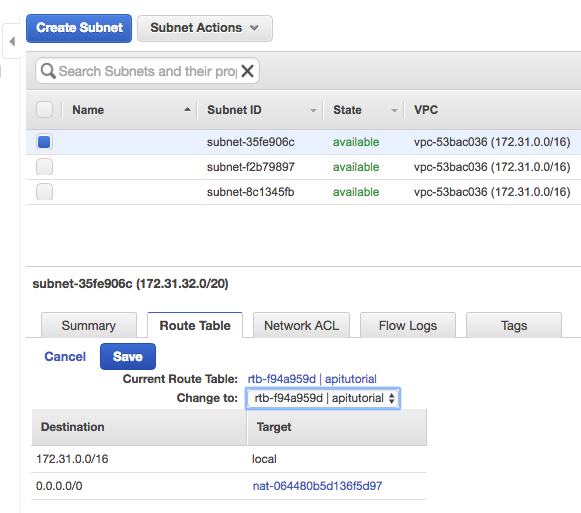 Create Subnet Subnet Actions
Search Subnets and their prop
Name Subnet ID State VPC
subnet-35fe906c available vpc-53bac036 (172.31.0.0/16)
subnet-f2b79897 available vpc-53bac036 (172.31.0.0/16)
subnet-8c1345fb available vpc-53bac036 (172.31.0.0/16)
subnet-35fe906c (172.31.32.0/20)
Summary Route Table Network ACL Flow Logs Tags
Cancel Save
Current Route Table: rtb-f94a959d | apitutorial
Change to: rtb-f94a959d | apitutorial
Destination Target
172.31.0.0/16 local
0.0.0.0/0 nat-064480b5d136f5d97